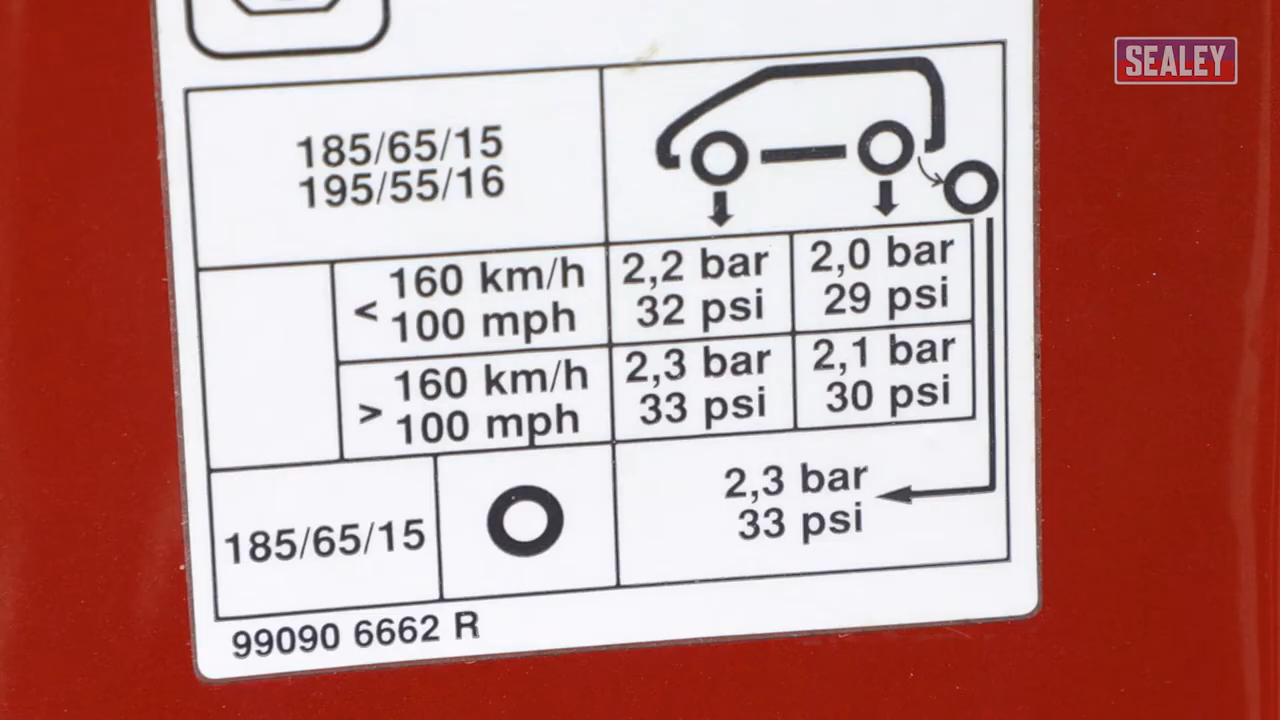 SEALEY
185/65/15
195/55/16
< 160 km/h
100 mph
2,2 bar
32 psi
2,0 bar
29 psi
> 160 km/h
100 mph
2,3 bar
33 psi
2,1 bar
30 psi
185/65/15
2,3 bar
33 psi
99090 6662 R